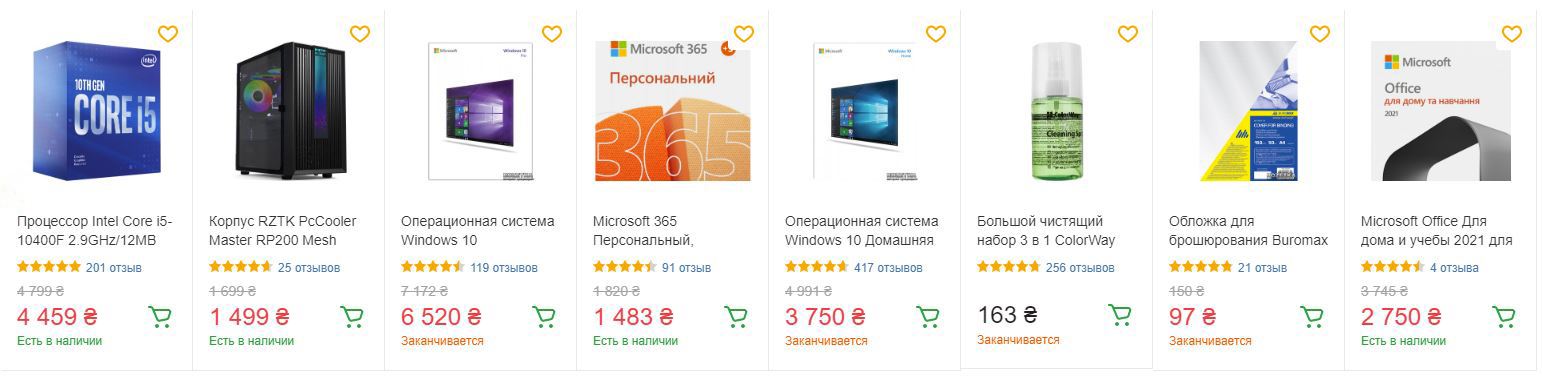 intel
10TH GEN
CORE i5
Процессор Intel Core i5-
10400F 2.9GHz/12MB
201 отзыв
4 799 ₴
4 459 ₴
Есть в наличии
Корпус RZTK PcCooler
Master RP200 Mesh
25 отзывов
1 699 ₴
1 499 ₴
Есть в наличии
Microsoft
Windows 10
Pro
Операционная система
Windows 10
119 отзывов
7 172 ₴
6 520 ₴
Заканчивается
Microsoft 365
Персональний
365
Microsoft 365
Персональный,
91 отзыв
1 820 ₴
1 483 ₴
Есть в наличии
Microsoft
Windows 10
Home
Операционная система
Windows 10 Домашняя
417 отзывов
4 991 ₴
3 750 ₴
Заканчивается
ColorWay
Cleaning
Большой чистящий
набор 3 в 1 ColorWay
256 отзывов
163 ₴
Заканчивается
COVER FOR BINDING
Обложка для
брошюрования Buromax
21 отзыв
150 ₴
97 ₴
Заканчивается
Microsoft
Office
для дому та навчання
2021
Microsoft Office Для
дома и учебы 2021 для
4 отзыва
3 745 ₴
2 750 ₴
Есть в наличии